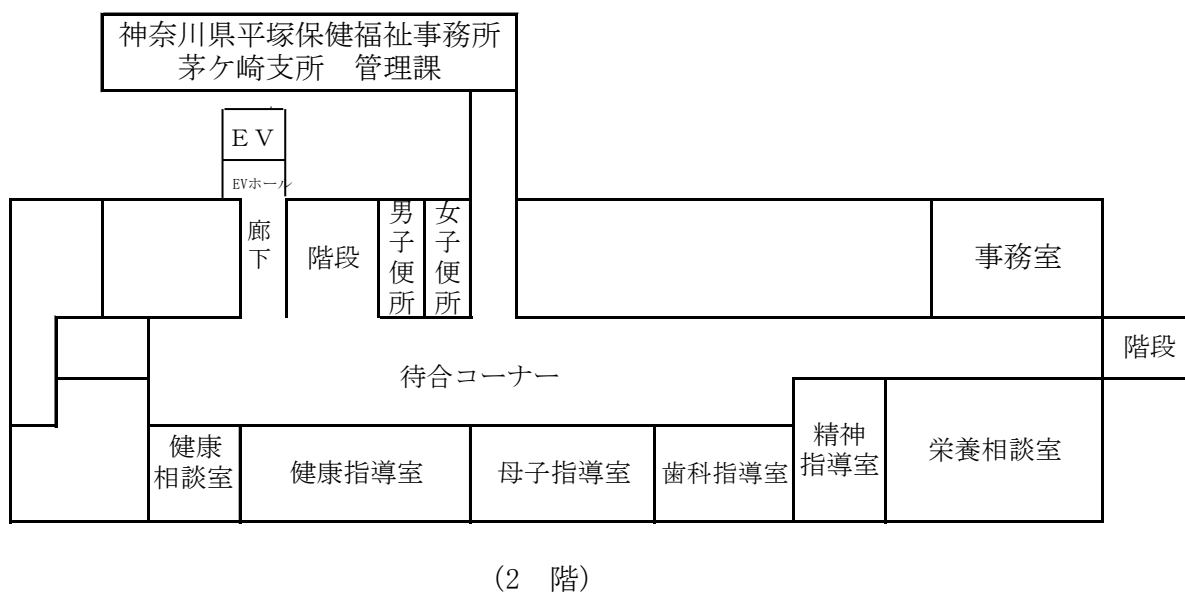 神奈川県平塚保健福祉事務所
茅ケ崎支所　管理課
ＥＶ
EVホール
廊下
階段
男子便所
女子便所
事務室
階段
待合コーナー
健康
相談室
健康指導室
母子指導室
歯科指導室
精神
指導室
栄養相談室
(2　階)